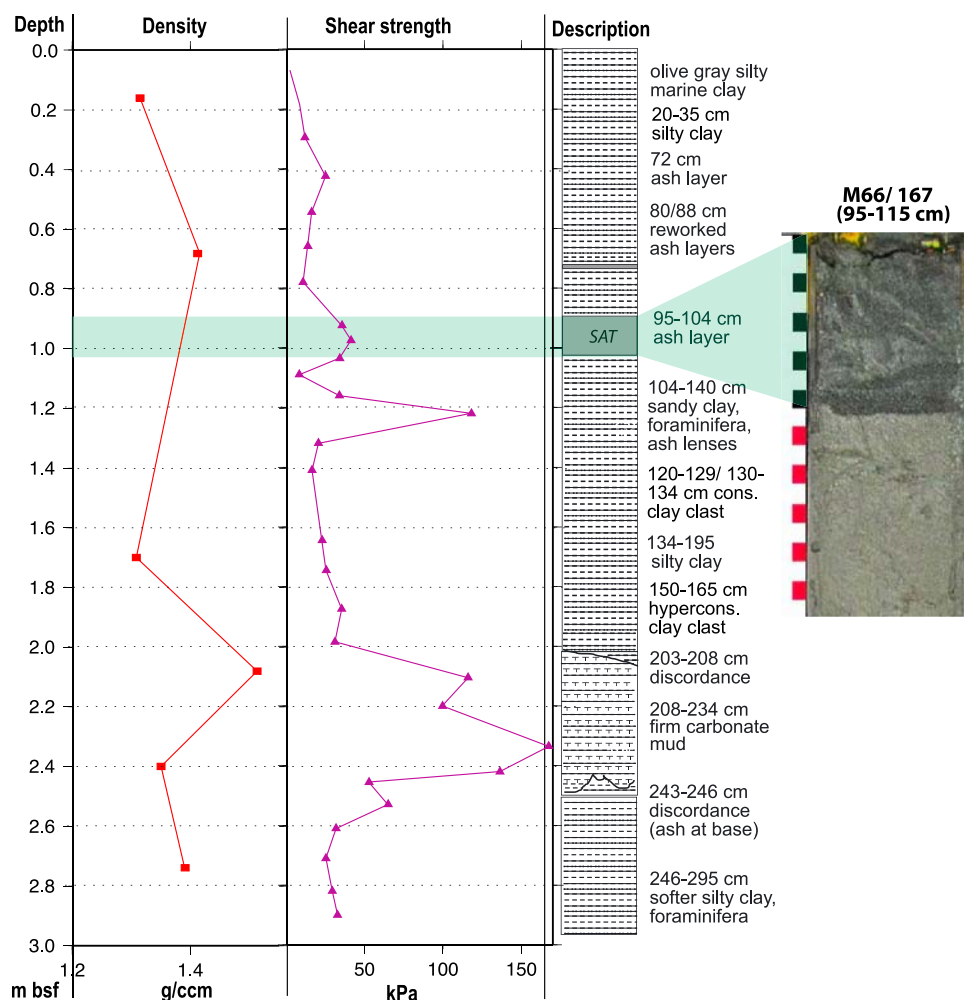 Depth
Density
Shear strength
Description
0.0
0.2
0.4
0.6
0.8
1.0
1.2
1.4
1.6
1.8
2.0
2.2
2.4
2.6
2.8
3.0
m bsf
1.2
1.4
g/ccm
50
100
150
kPa
olive gray silty
marine clay
20-35 cm
silty clay
72 cm
ash layer
80/88 cm
reworked
ash layers
SAT
95-104 cm
ash layer
104-140 cm
sandy clay,
foraminifera,
ash lenses
120-129/ 130-
134 cm cons.
clay clast
134-195
silty clay
150-165 cm
hypercons.
clay clast
203-208 cm
discordance
208-234 cm
firm carbonate
mud
243-246 cm
discordance
(ash at base)
246-295 cm
softer silty clay,
foraminifera
M66/ 167
(95-115 cm)